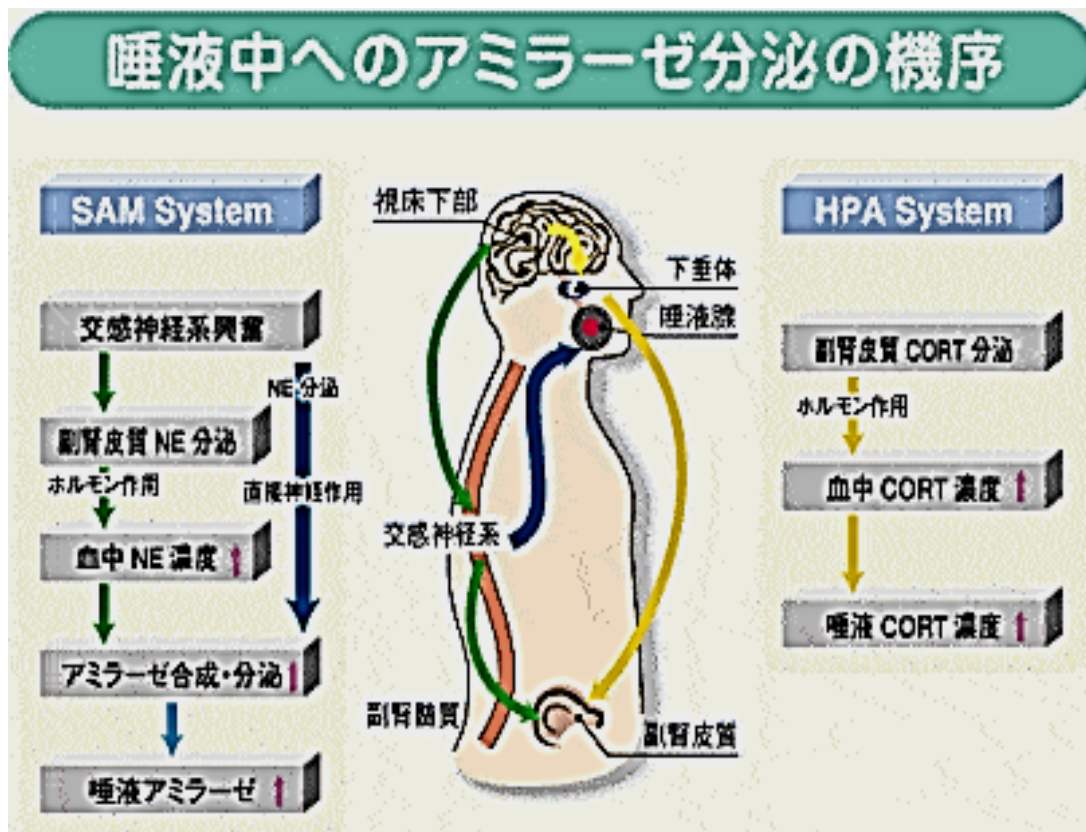 唾液中へのアミラーゼ分泌の機序
SAM System
交感神経系興奮
NE分泌
副腎皮質 NE 分泌
ホルモン作用
直接神経作用
血中 NE 濃度 ↑
アミラーゼ合成・分泌 ↑
唾液アミラーゼ ↑
視床下部
下垂体
唾液腺
交感神経系
副腎髄質
副腎皮質
HPA System
副腎皮質 CORT 分泌
ホルモン作用
血中 CORT 濃度 ↑
唾液 CORT 濃度 ↑